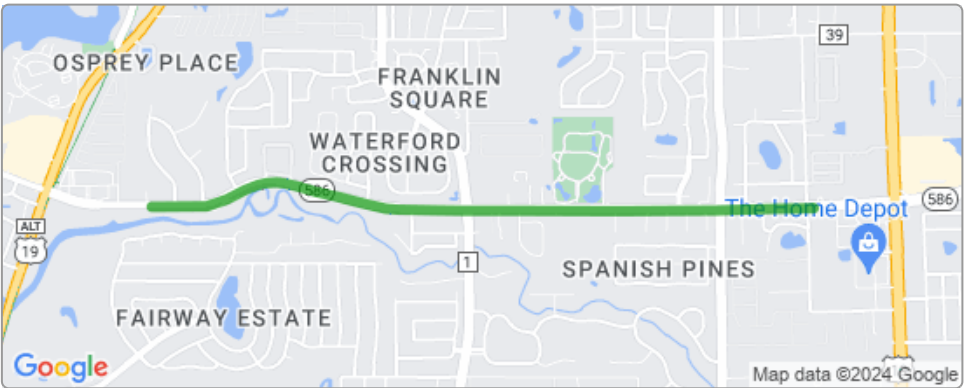 39
OSPREY PLACE
FRANKLIN
SQUARE
WATERFORD
CROSSING
586
586
The Home Depot
ALT
19
1
SPANISH PINES
FAIRWAY ESTATE
Google
Map data ©2024 Google